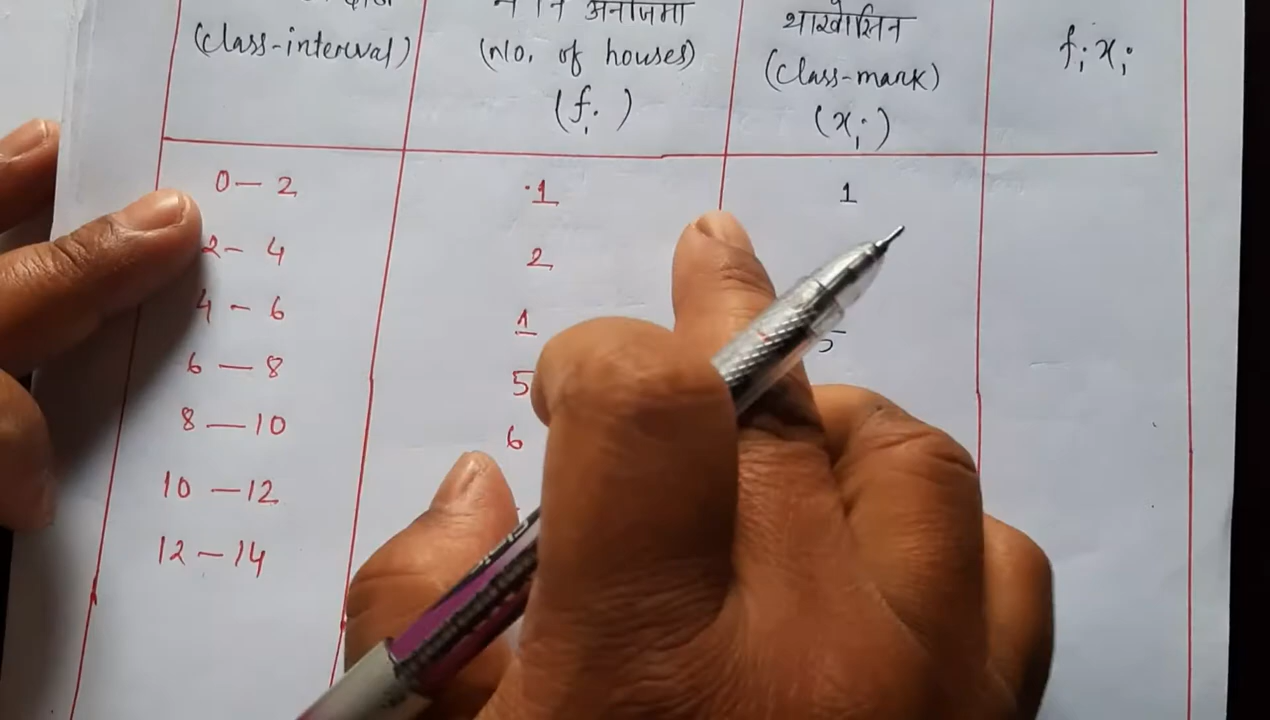 (class-interval)
(No. of houses)
(fi)
(class-mark)
(xi)
fixi
0 — 2
1
1
2 - 4
2
4 - 6
1
5
6 — 8
5
8 — 10
6
10 — 12
12 — 14